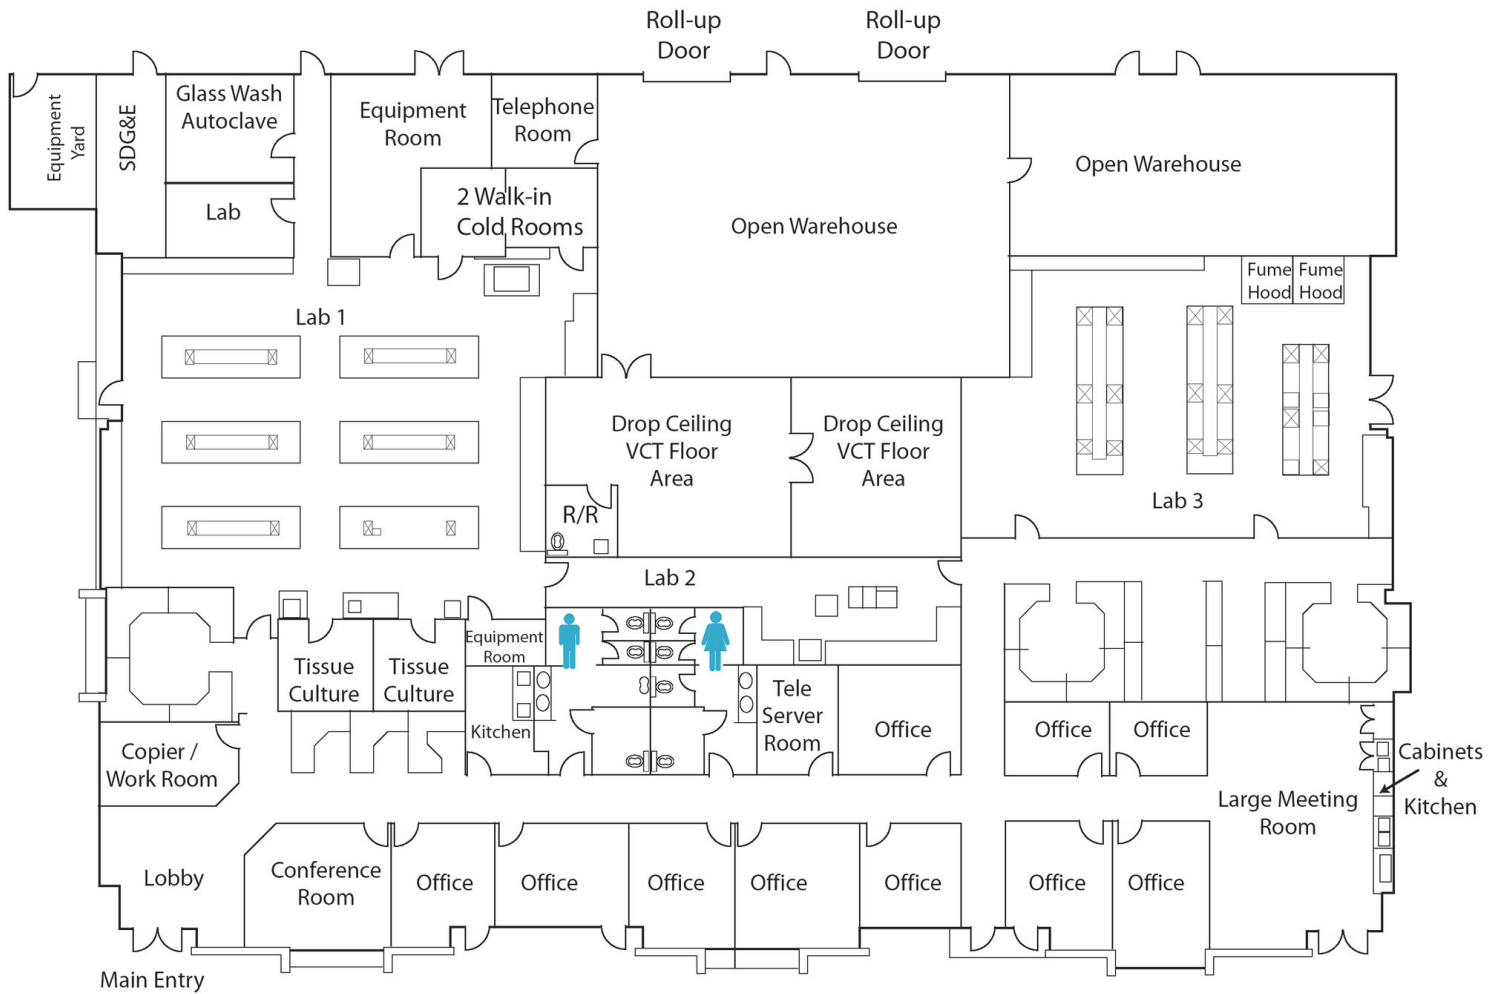 Roll-up
Door
Roll-up
Door
Equipment
Yard
SDG&E
Glass Wash
Autoclave
Equipment
Room
Telephone
Room
Open Warehouse
Lab
2 Walk-in
Cold Rooms
Open Warehouse
Fume
Hood
Fume
Hood
Lab 1
Drop Ceiling
VCT Floor
Area
Drop Ceiling
VCT Floor
Area
Lab 3
R/R
Lab 2
Equipment
Room
Tissue
Culture
Tissue
Culture
Kitchen
Tele
Server
Room
Office
Office
Office
Copier /
Work Room
Cabinets
&
Kitchen
Large Meeting
Room
Lobby
Conference
Room
Office
Office
Office
Office
Office
Office
Office
Main Entry